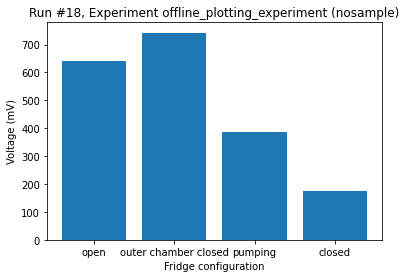 Run #18, Experiment offline_plotting_experiment (nosample)
700
600
500
400
300
200
100
0
Voltage (mV)
open outer chamber closed pumping closed
Fridge configuration